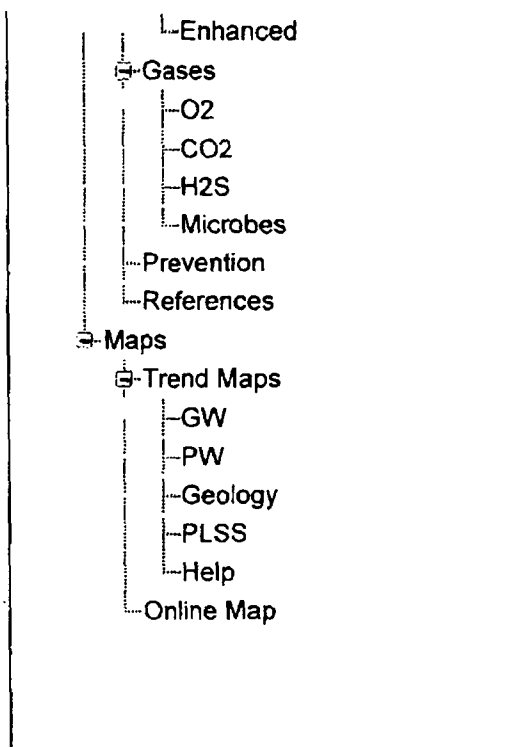 Enhanced
Gases
O2
CO2
H2S
Microbes
Prevention
References
Maps
Trend Maps
GW
PW
Geology
PLSS
Help
Online Map